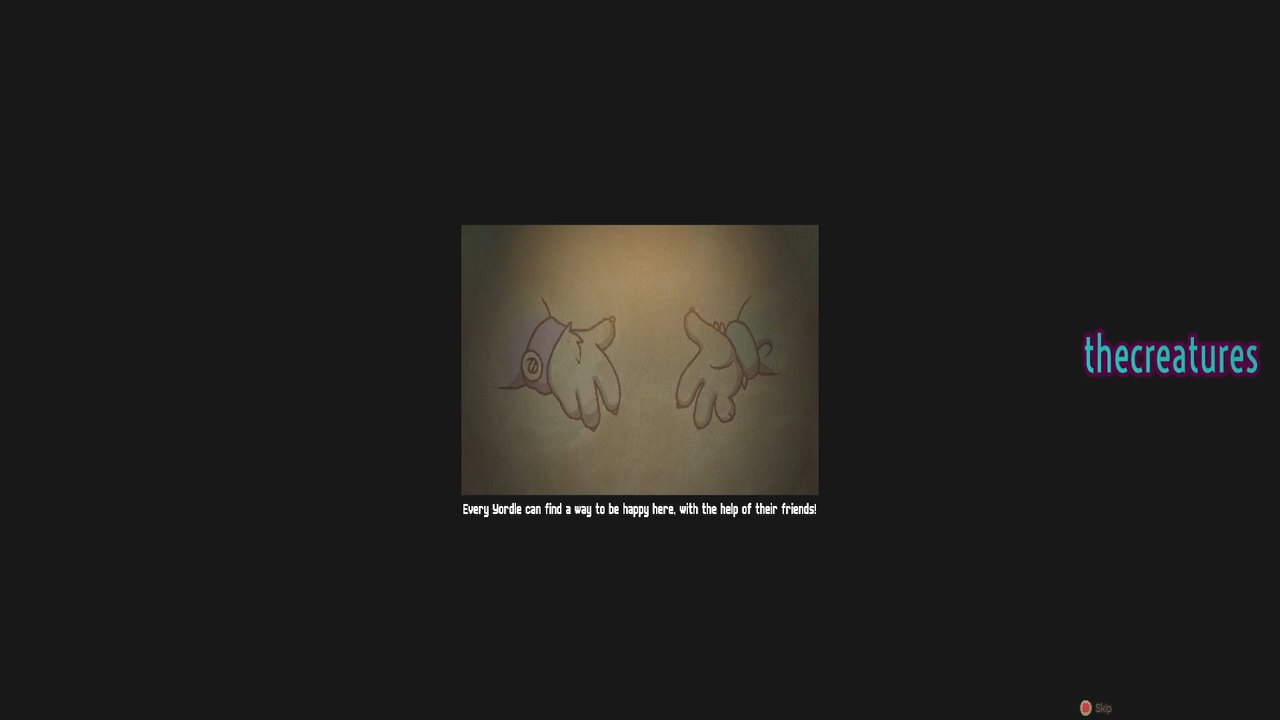 thecreatures
Every Yordle can find a way to be happy here, with the help of their friends!
Skip